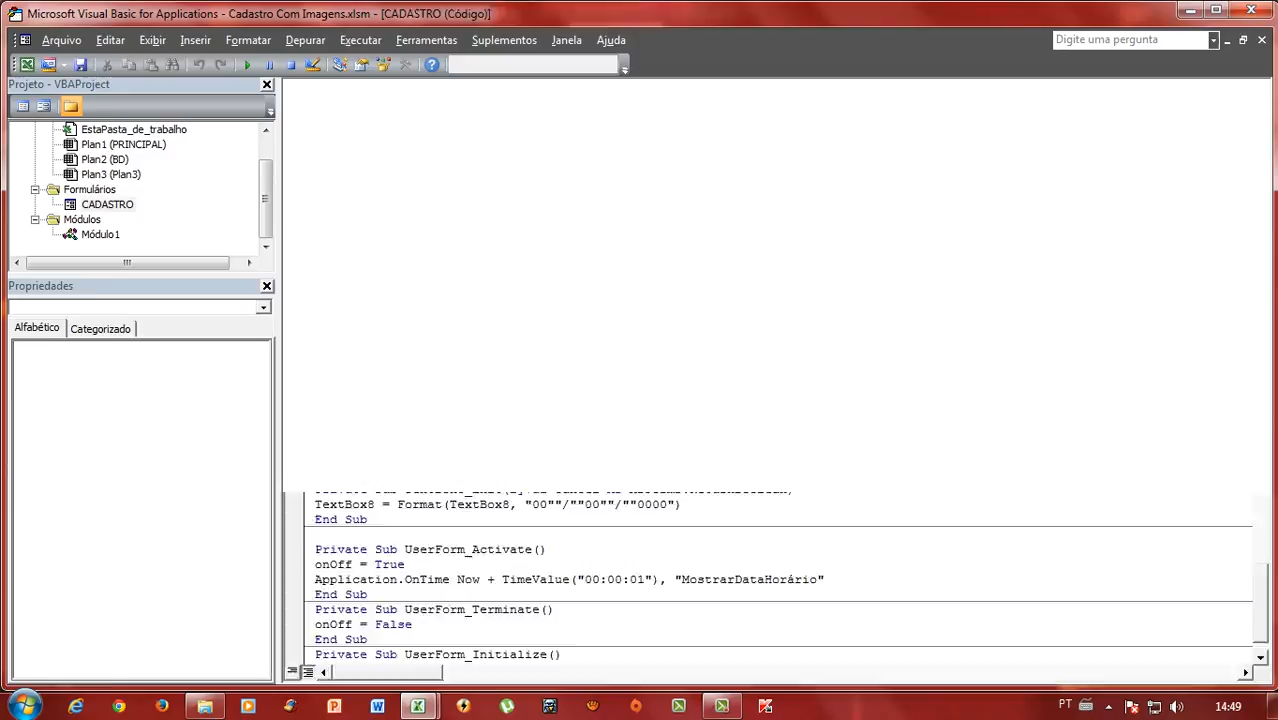 Microsoft Visual Basic for Applications - Cadastro Com Imagens.xlsm - [CADASTRO (Código)]
Arquivo Editar Exibir Inserir Formatar Depurar Executar Ferramentas Suplementos Janela Ajuda
Digite uma pergunta
Projeto - VBAProject
EstaPasta_de_trabalho
Plan1 (PRINCIPAL)
Plan2 (BD)
Plan3 (Plan3)
Formulários
CADASTRO
Módulos
Módulo1
Propriedades
Alfabético Categorizado
TextBox8 = Format(TextBox8, "00""/""00""/""0000")
End Sub
Private Sub UserForm_Activate()
onOff = True
Application.OnTime Now + TimeValue("00:00:01"), "MostrarDataHorário"
End Sub
Private Sub UserForm_Terminate()
onOff = False
End Sub
Private Sub UserForm_Initialize()
PT
14:49